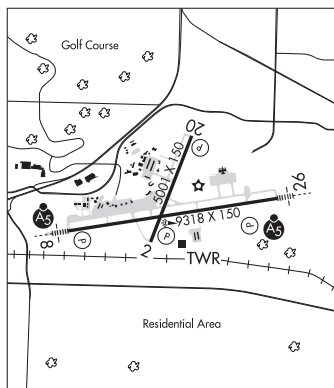 Golf Course
20
5001 X 150
P
26
A5
9318 X 150
P
A5
8
P
P
2
TWR
Residential Area